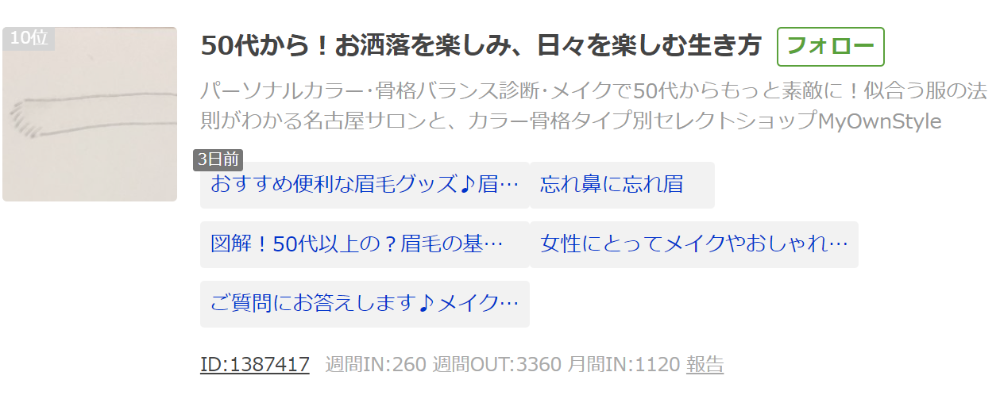 10位
50代から！お洒落を楽しみ、日々を楽しむ生き方 フォロー
パーソナルカラー・骨格バランス診断・メイクで50代からもっと素敵に！似合う服の法
則がわかる名古屋サロンと、カラー骨格タイプ別セレクトショップMyOwnStyle
3日前
おすすめ便利な眉毛グッズ♪眉… 忘れ鼻に忘れ眉
図解！50代以上の？眉毛の基… 女性にとってメイクやおしゃれ…
ご質問にお答えします♪メイク…
ID:1387417 週間IN:260 週間OUT:3360 月間IN:1120 報告